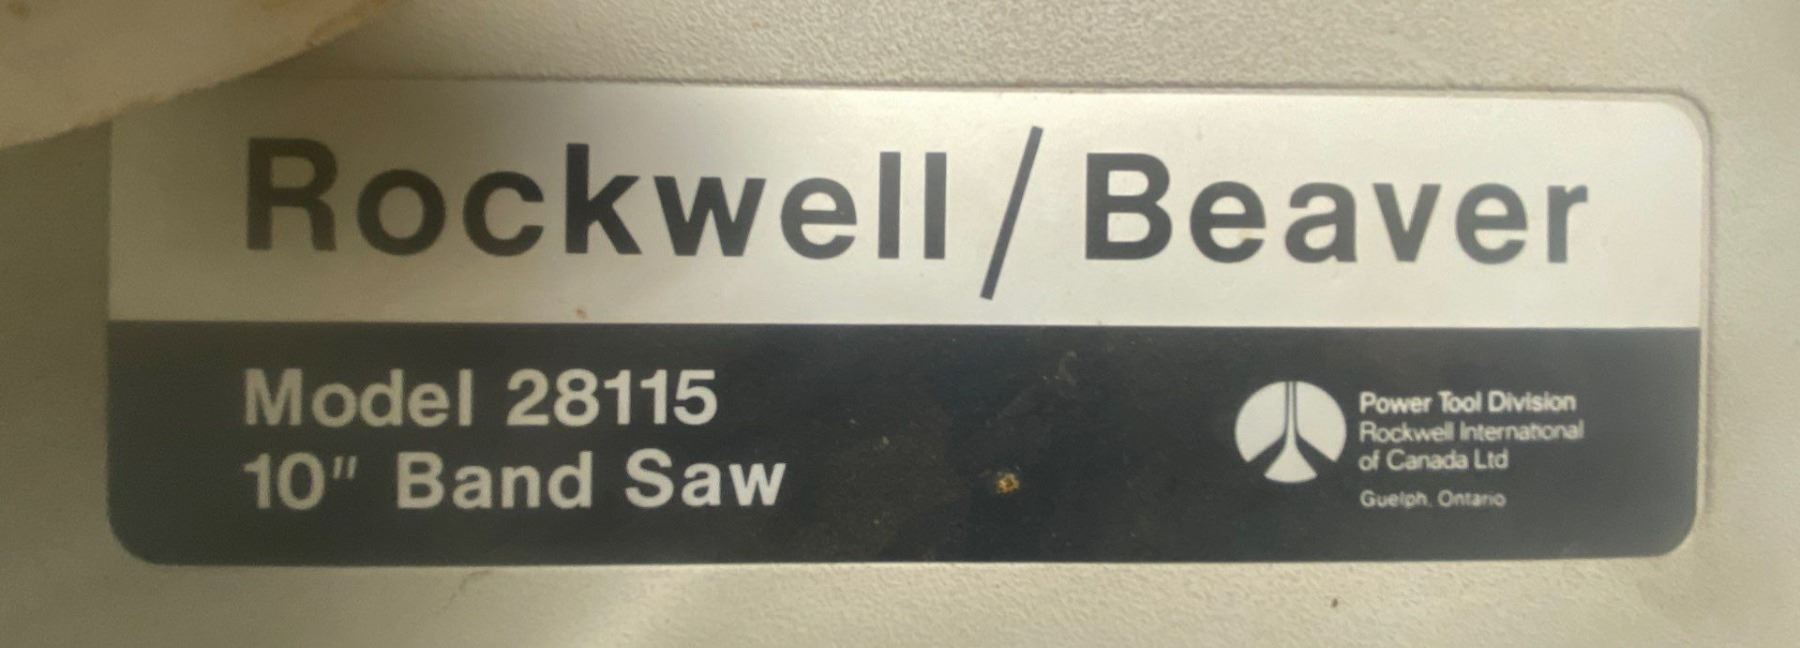 Rockwell/Beaver
Model 28115
10" Band Saw
Power Tool Division
Rockwell International
of Canada Ltd
Guelph, Ontario